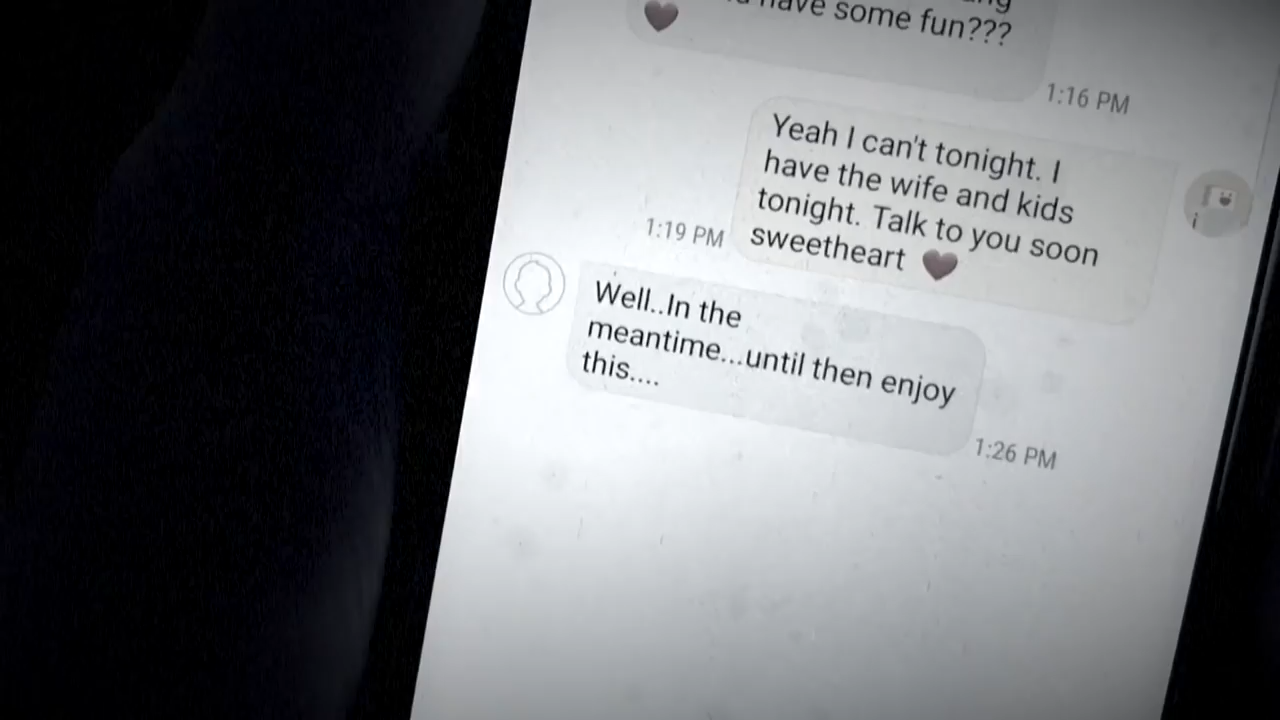 have some fun???
1:16 PM
Yeah I can't tonight. I
have the wife and kids
tonight. Talk to you soon
sweetheart
1:19 PM
Well..In the
meantime...until then enjoy
this....
1:26 PM